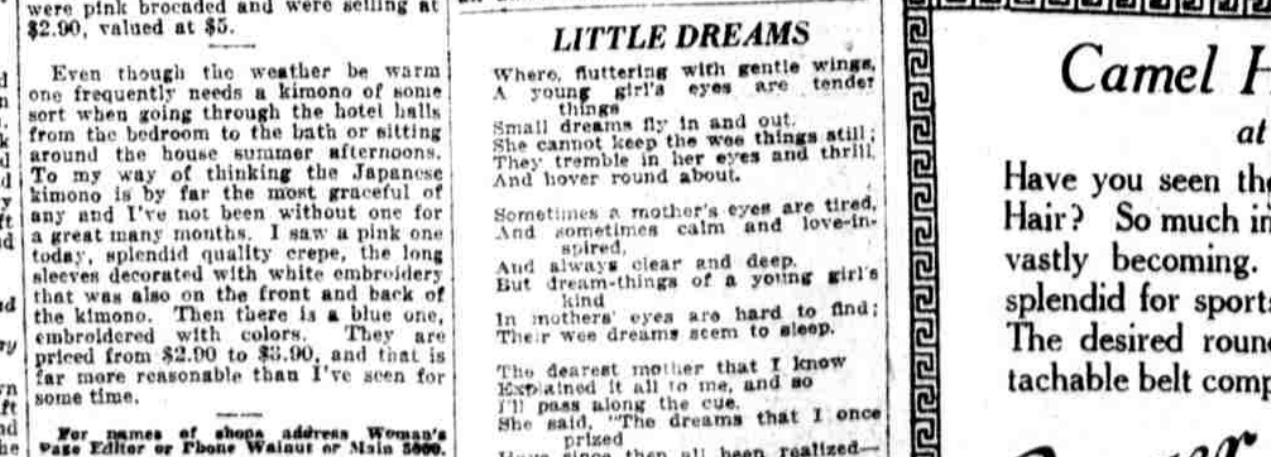 were pink brocaded and were selling at
$2.90, valued at $5.
Even though the weather be warm
one frequently needs a kimono of some
sort when going through the hotel halls
from the bedroom to the bath or sitting
around the house summer afternoons.
To my way of thinking the Japanese
kimono is by far the most graceful of
any and I've not been without one for
a great many months. I saw a pink one
today, splendid quality crepe, the long
sleeves decorated with white embroidery
that was also on the front and back of
the kimono. Then there is a blue one,
embroidered with colors. They are
priced from $2.90 to $3.90, and that is
far more reasonable than I've seen for
some time.
For names of shops address Woman's
Page Editor or Phone Walnut or Main 3000.
LITTLE DREAMS
Where, fluttering with gentle wings,
A young girl's eyes are tender
things
Small dreams fly in and out.
She cannot keep the wee things still;
They tremble in her eyes and thrill,
And hover round about.
Sometimes a mother's eyes are tired,
And sometimes calm and love-in-
spired,
And always clear and deep.
But dream-things of a young girl's
kind
In mothers' eyes are hard to find;
Their wee dreams seem to sleep.
The dearest mother that I know
Explained it all to me, and so
I'll pass along the cue.
She said, "The dreams that I once
prized
Have since then all been realized—
Camel H
at
Have you seen the
Hair? So much in
vastly becoming.
splendid for sports
The desired roun
tachable belt comp